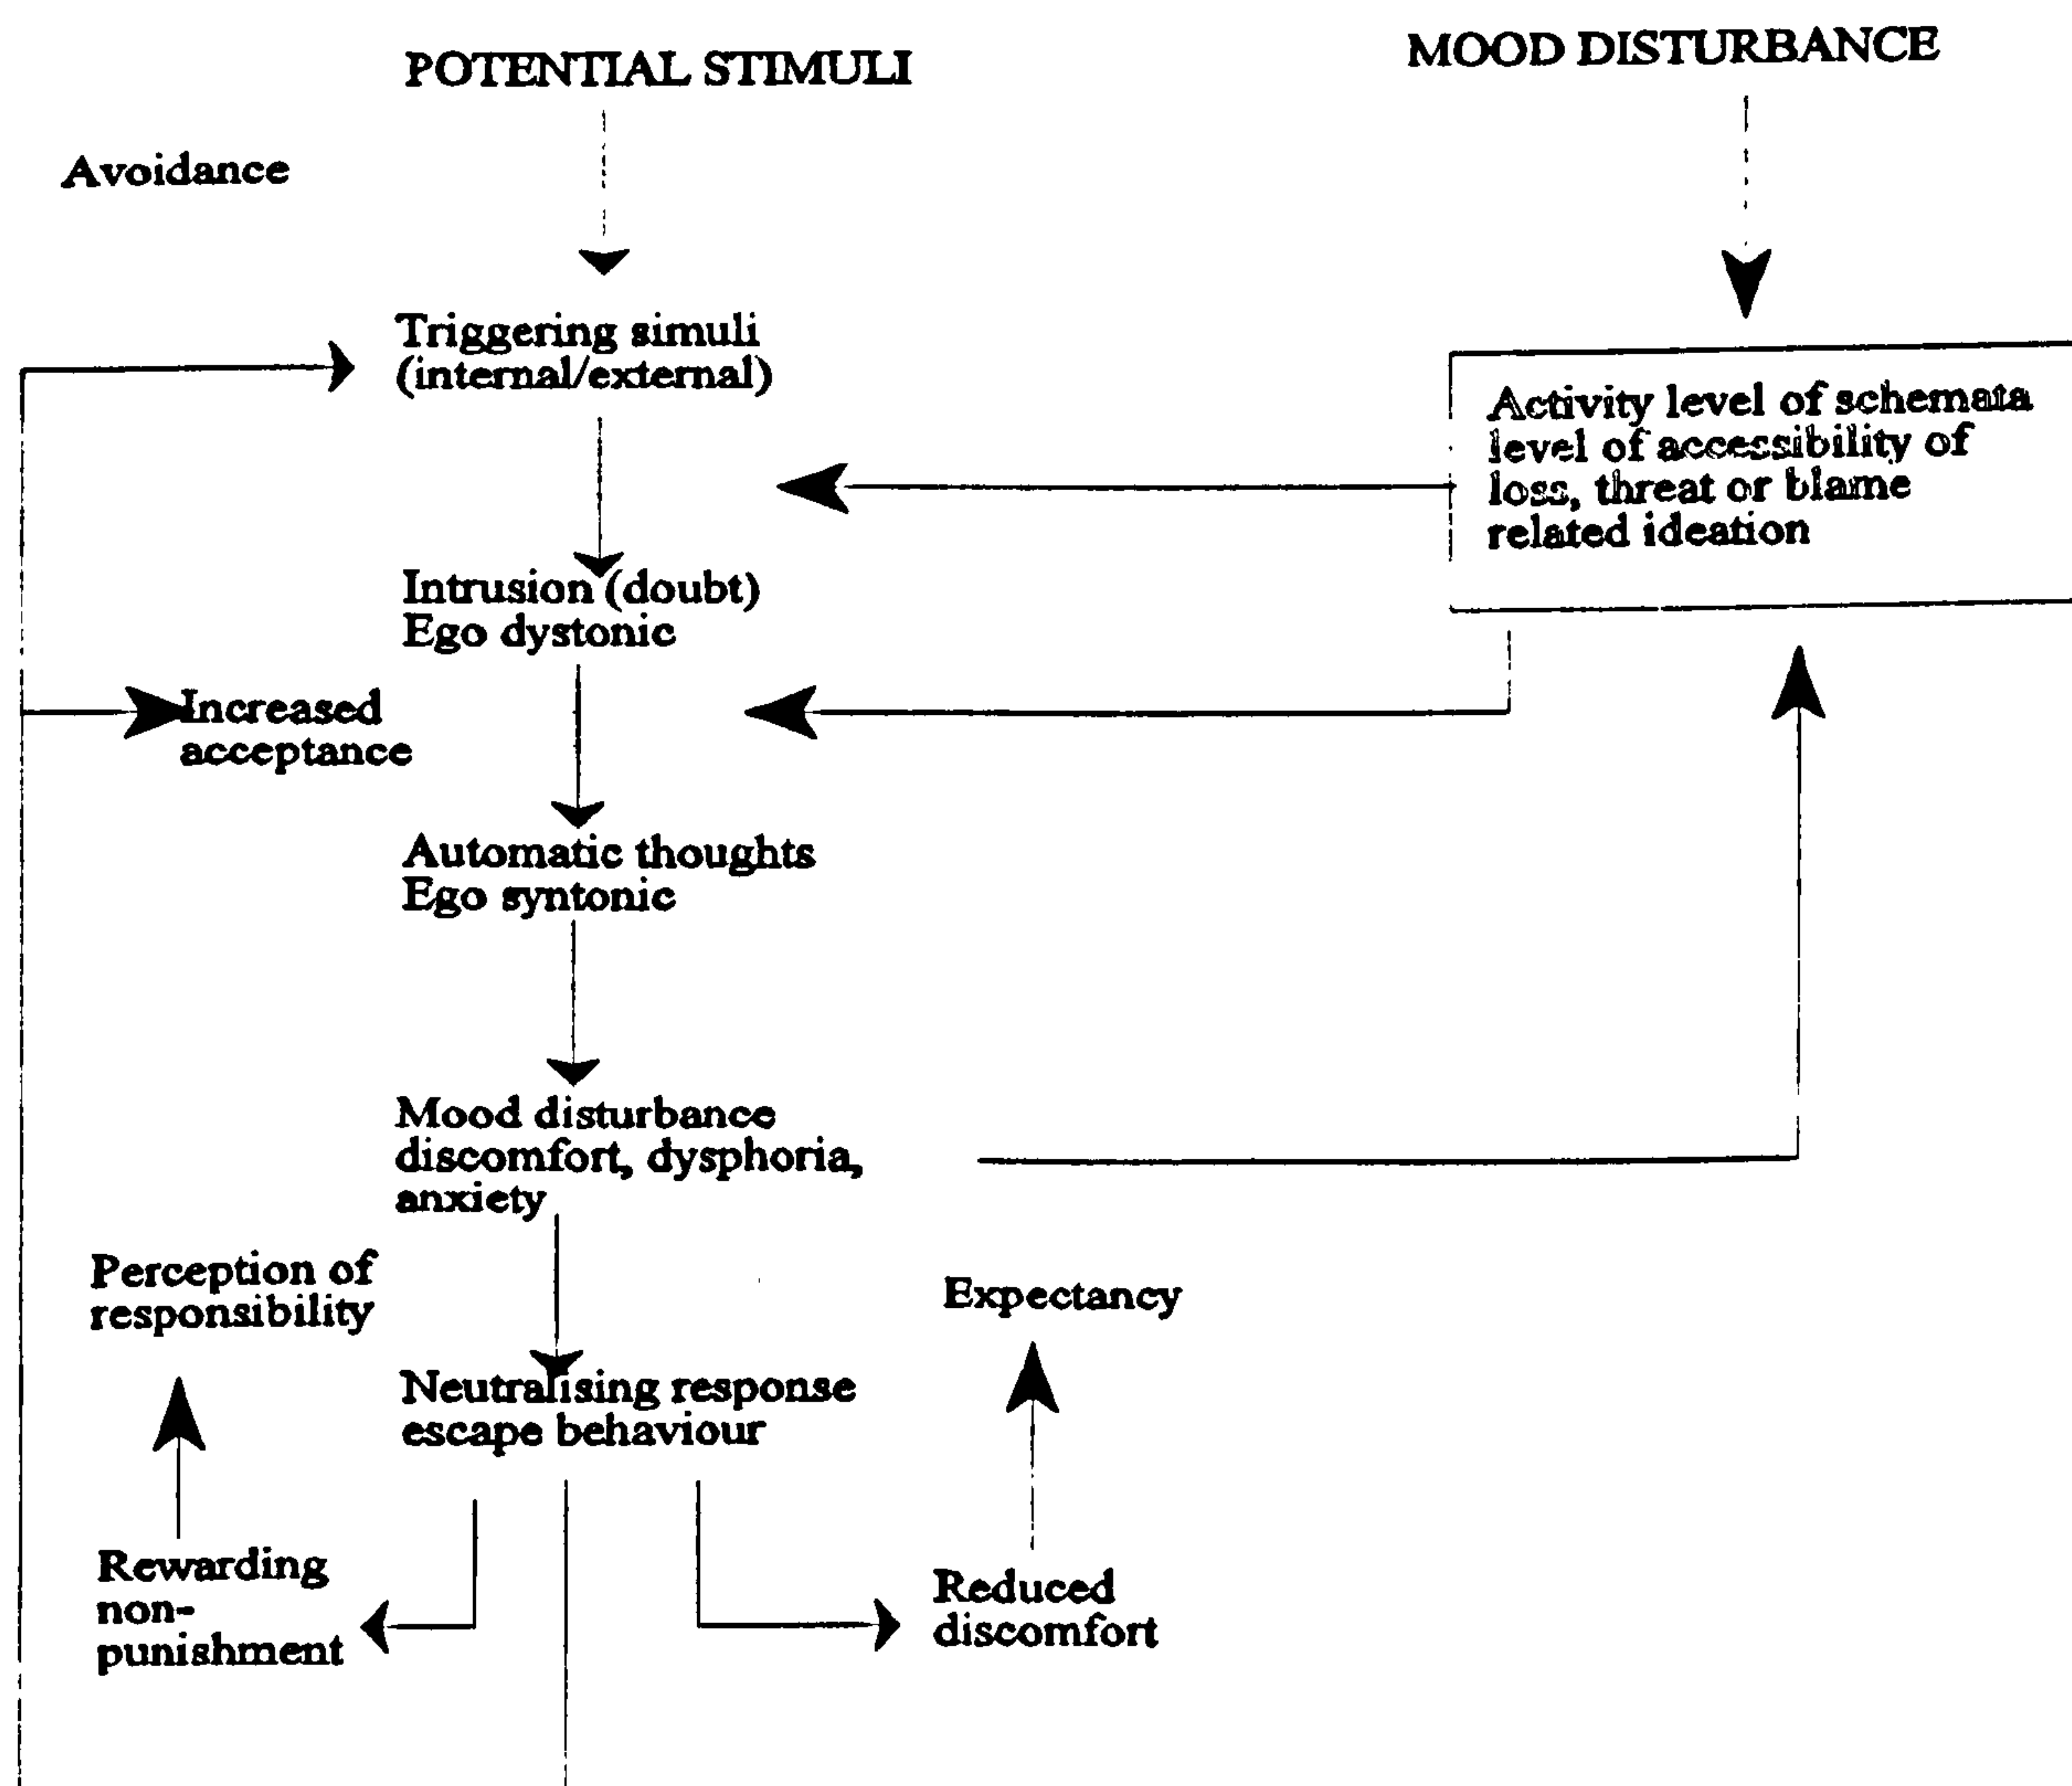 POTENTIAL STIMULI
MOOD DISTURBANCE
Avoidance
Triggering simuli
(internal/external)
Activity level of schemata
level of accessibility of
loss, threat or blame
related ideation
Intrusion (doubt)
Ego dystonic
Increased
acceptance
Automatic thoughts
Ego syntonic
Mood disturbance
discomfort, dysphoria,
anxiety
Perception of
responsibility
Expectancy
Neutralising response
escape behaviour
Rewarding
non-
punishment
Reduced
discomfort